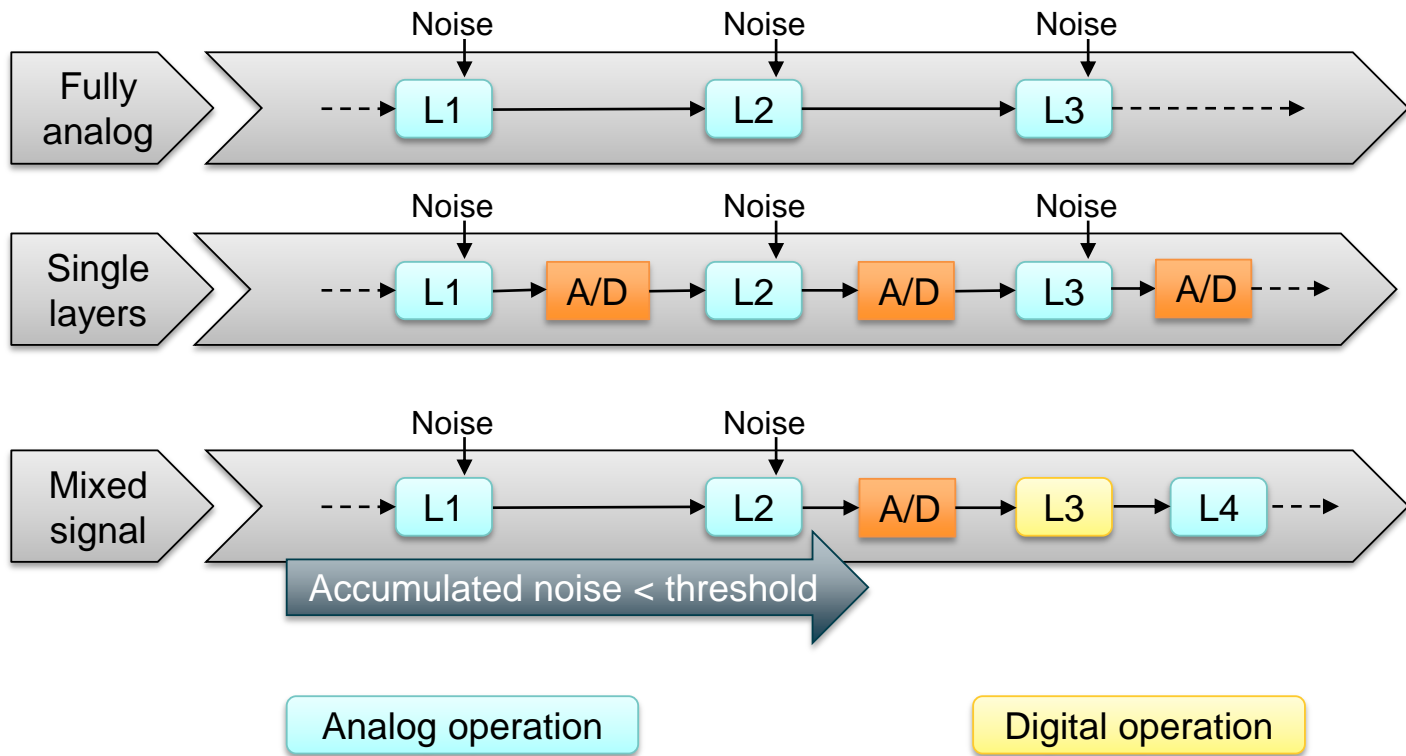 Noise Noise Noise
Fully
analog
L1 L2 L3
Noise Noise Noise
Single
layers
L1 A/D L2 A/D L3 A/D
Noise Noise
Mixed
signal
L1 L2 A/D L3 L4
Accumulated noise < threshold
Analog operation Digital operation